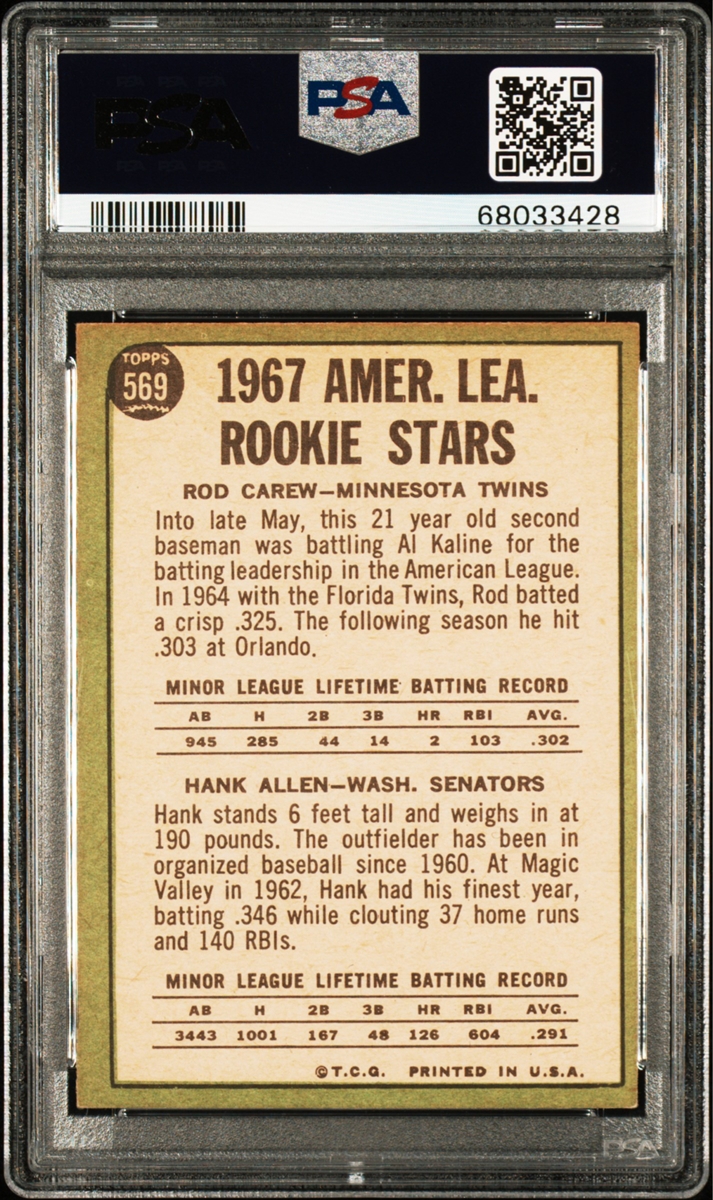 PSA
PSA
68033428
TOPPS
569
1967 AMER. LEA.
ROOKIE STARS
ROD CAREW—MINNESOTA TWINS
Into late May, this 21 year old second
baseman was battling Al Kaline for the
batting leadership in the American League.
In 1964 with the Florida Twins, Rod batted
a crisp .325. The following season he hit
.303 at Orlando.
MINOR LEAGUE LIFETIME BATTING RECORD
AB H 2B 3B HR RBI AVG.
945 285 44 14 2 103 .302
HANK ALLEN—WASH. SENATORS
Hank stands 6 feet tall and weighs in at
190 pounds. The outfielder has been in
organized baseball since 1960. At Magic
Valley in 1962, Hank had his finest year,
batting .346 while clouting 37 home runs
and 140 RBIs.
MINOR LEAGUE LIFETIME BATTING RECORD
AB H 2B 3B HR RBI AVG.
3443 1001 167 48 126 604 .291
©T.C.G. PRINTED IN U.S.A.
PSA